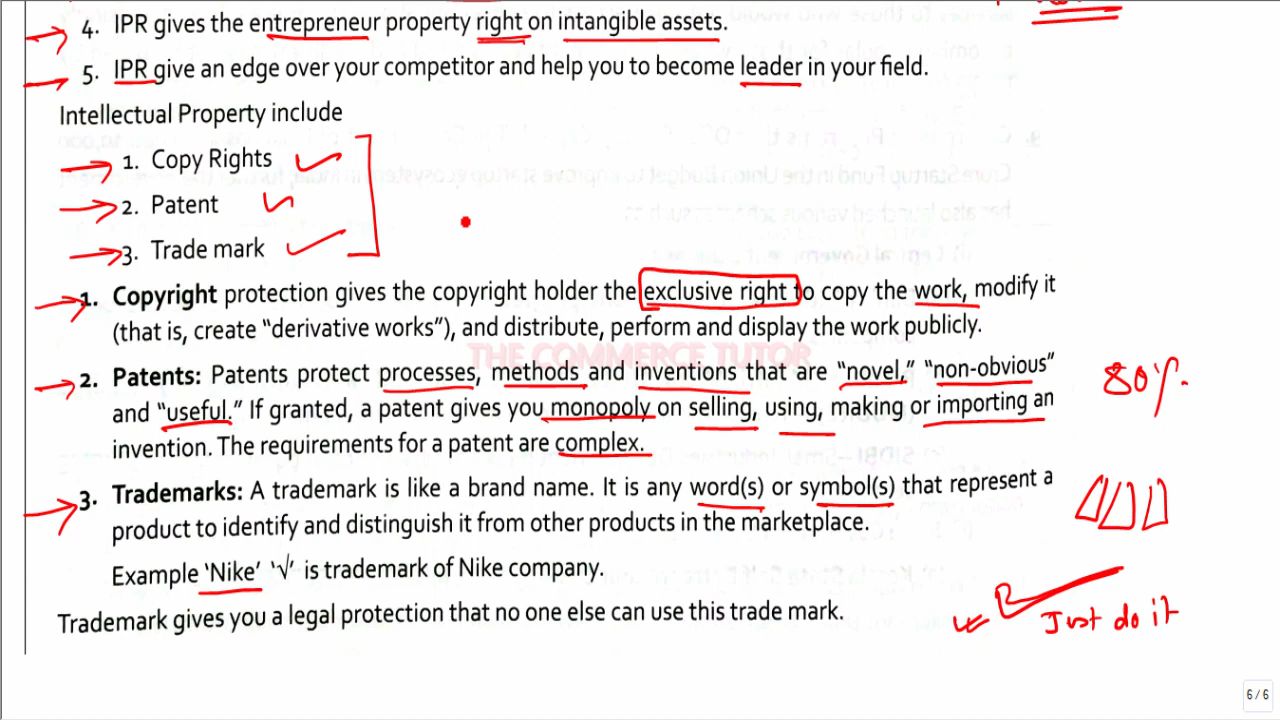 4. IPR gives the entrepreneur property right on intangible assets.
5. IPR give an edge over your competitor and help you to become leader in your field.
Intellectual Property include
1. Copy Rights
2. Patent
3. Trade mark
1. Copyright protection gives the copyright holder the exclusive right to copy the work, modify it
(that is, create “derivative works”), and distribute, perform and display the work publicly.
THE COMMERCE TUTOR
2. Patents: Patents protect processes, methods and inventions that are “novel,” “non-obvious”
and “useful.” If granted, a patent gives you monopoly on selling, using, making or importing an
invention. The requirements for a patent are complex.
80%.
3. Trademarks: A trademark is like a brand name. It is any word(s) or symbol(s) that represent a
product to identify and distinguish it from other products in the marketplace.
Example ‘Nike’ ‘√’ is trademark of Nike company.
Trademark gives you a legal protection that no one else can use this trade mark.
Just do it
6 / 6